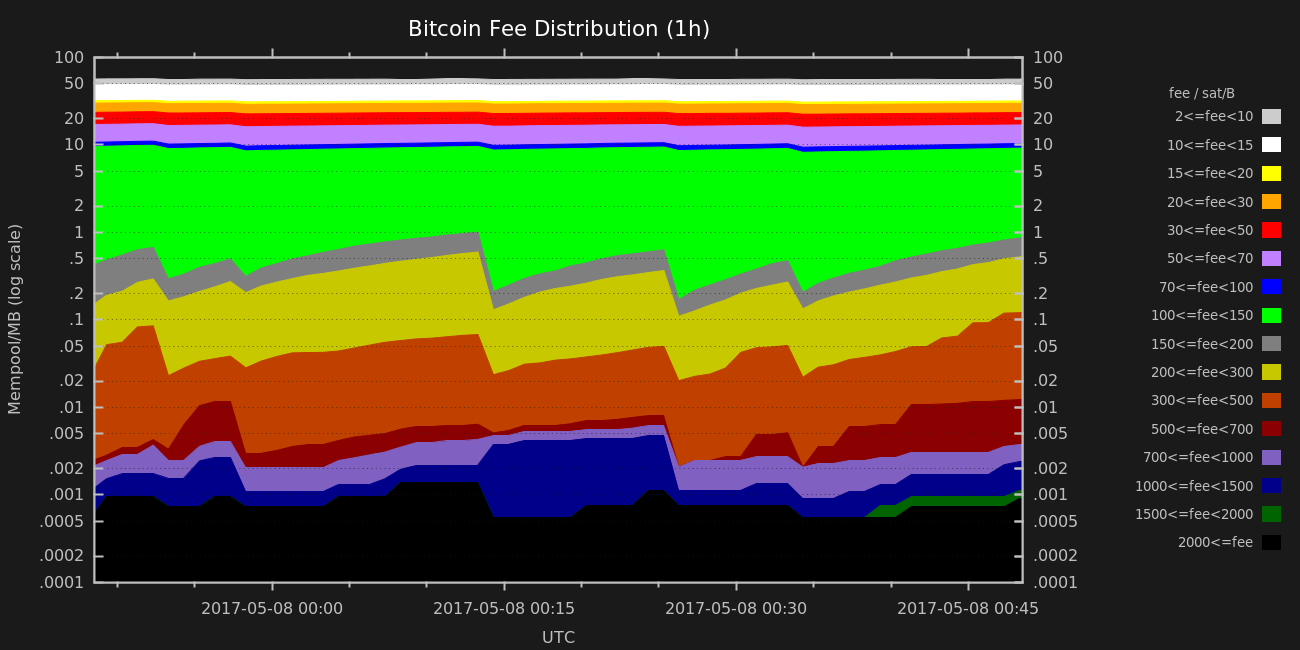 Bitcoin Fee Distribution (1h)
100
50
20
10
5
2
1
.5
.2
.1
.05
.02
.01
.005
.002
.001
.0005
.0002
.0001
Mempool/MB (log scale)
100
50
20
10
5
2
1
.5
.2
.1
.05
.02
.01
.005
.002
.001
.0005
.0002
.0001
2017-05-08 00:00
2017-05-08 00:15
2017-05-08 00:30
2017-05-08 00:45
UTC
fee / sat/B
2<=fee<10
10<=fee<15
15<=fee<20
20<=fee<30
30<=fee<50
50<=fee<70
70<=fee<100
100<=fee<150
150<=fee<200
200<=fee<300
300<=fee<500
500<=fee<700
700<=fee<1000
1000<=fee<1500
1500<=fee<2000
2000<=fee